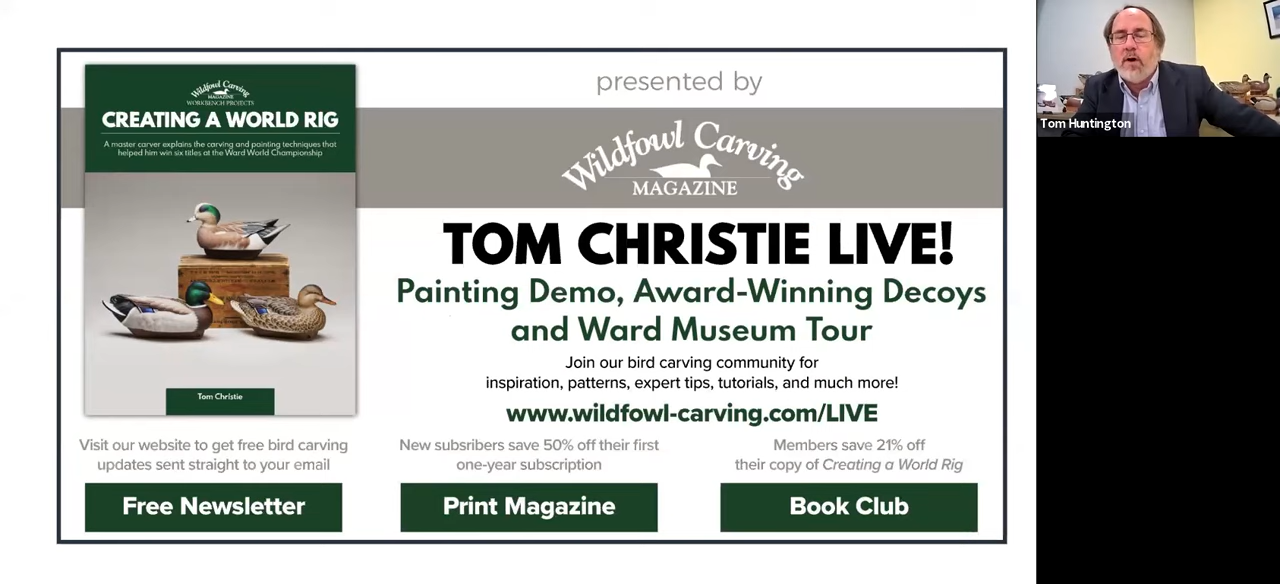 Wildfowl Carving
MAGAZINE
WORKBENCH PROJECTS
CREATING A WORLD RIG
A master carver explains the carving and painting techniques that
helped him win six titles at the Ward World Championship
Tom Christie
presented by
Wildfowl Carving
MAGAZINE
TOM CHRISTIE LIVE!
Painting Demo, Award-Winning Decoys
and Ward Museum Tour
Join our bird carving community for
inspiration, patterns, expert tips, tutorials, and much more!
www.wildfowl-carving.com/LIVE
Visit our website to get free bird carving
updates sent straight to your email
Free Newsletter
New subsribers save 50% off their first
one-year subscription
Print Magazine
Members save 21% off
their copy of Creating a World Rig
Book Club
Tom Huntington